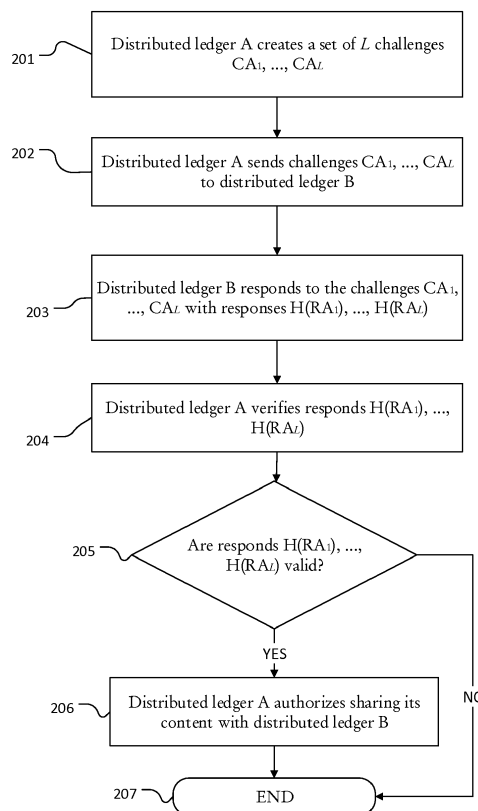 201
Distributed ledger A creates a set of L challenges
CA1, ..., CAL
202
Distributed ledger A sends challenges CA1, ..., CAL
to distributed ledger B
203
Distributed ledger B responds to the challenges CA1,
..., CAL with responses H(RA1), ..., H(RAL)
204
Distributed ledger A verifies responds H(RA1), ...,
H(RAL)
205
Are responds H(RA1), ...,
H(RAL) valid?
YES
NO
206
Distributed ledger A authorizes sharing its
content with distributed ledger B
207
END